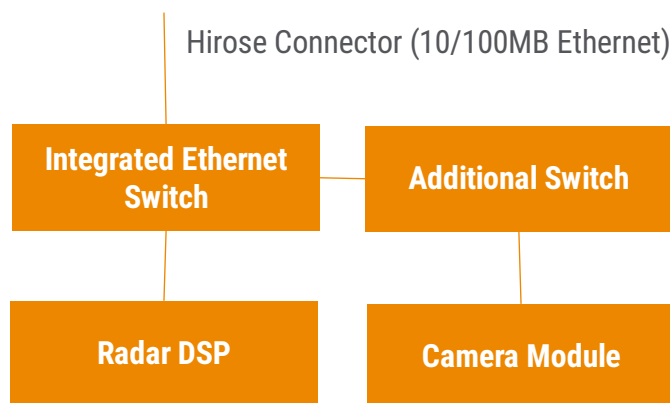 Hirose Connector (10/100MB Ethernet)
Integrated Ethernet
Switch
Additional Switch
Radar DSP
Camera Module